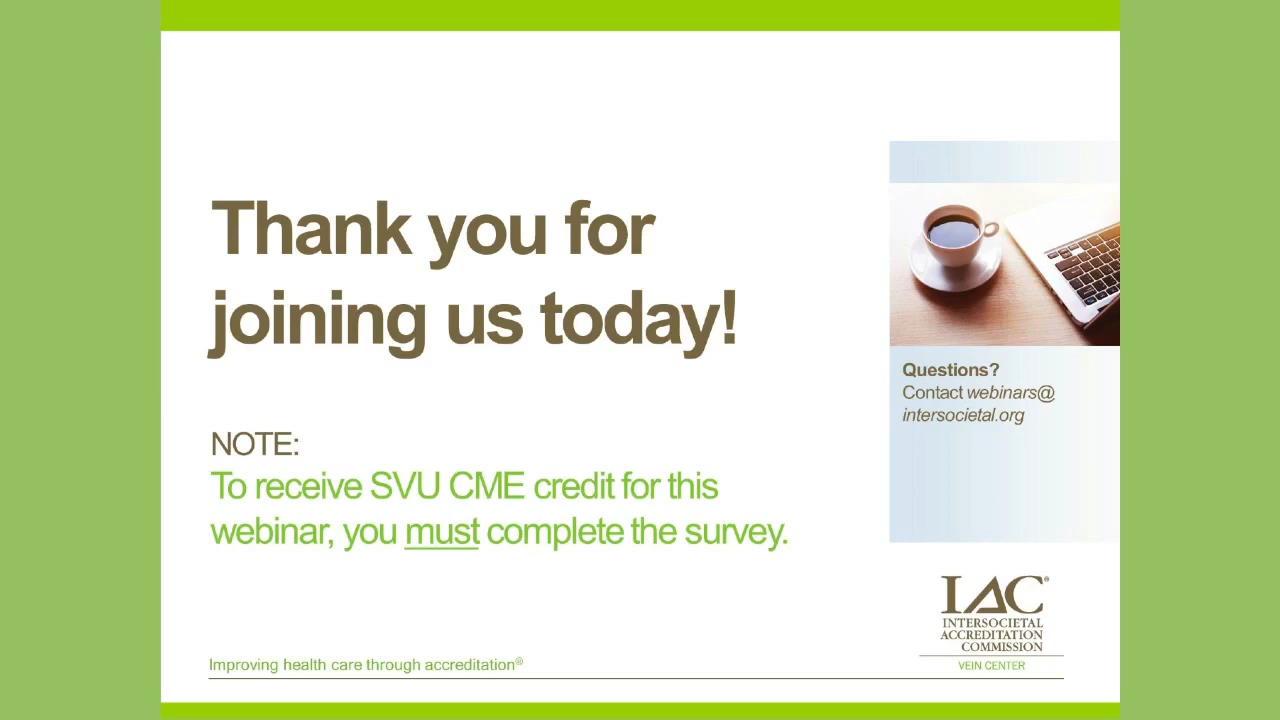 Thank you for
joining us today!
NOTE:
To receive SVU CME credit for this
webinar, you must complete the survey.
Questions?
Contact webinars@
intersocietal.org
IAC®
INTERSOCIETAL
ACCREDITATION
COMMISSION
VEIN CENTER
Improving health care through accreditation®